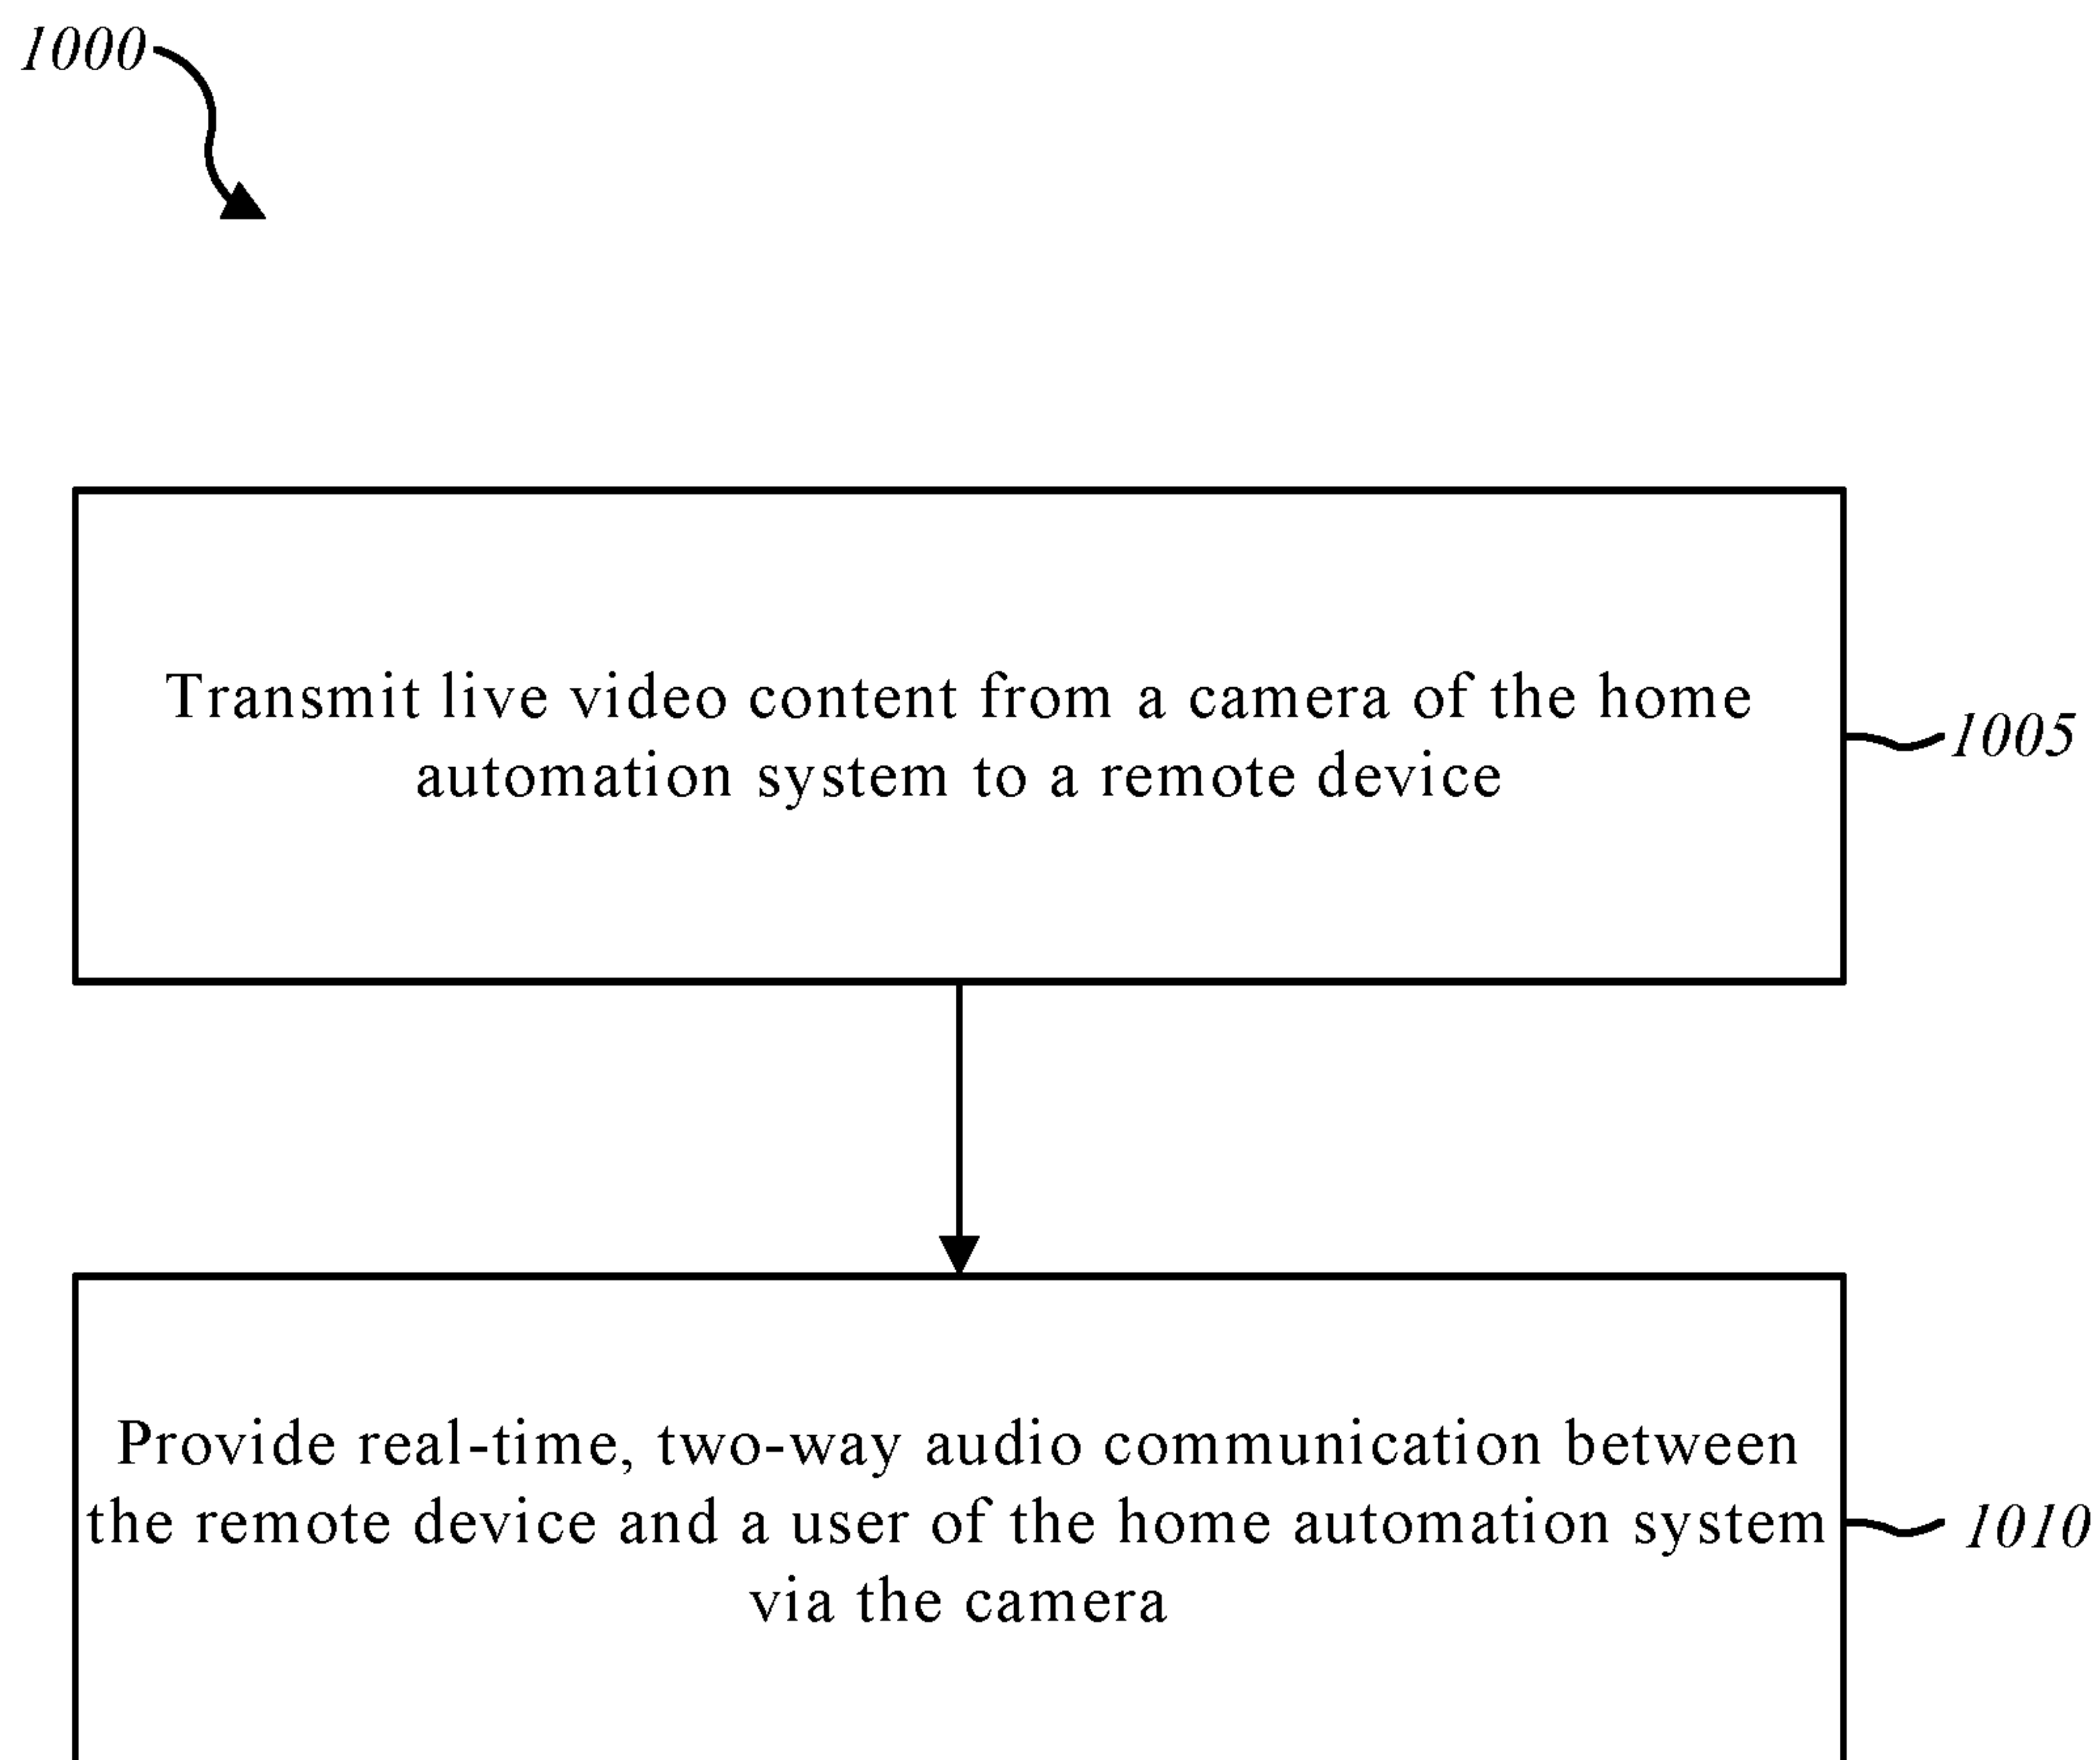 1000
Transmit live video content from a camera of the home
automation system to a remote device
1005
Provide real-time, two-way audio communication between
the remote device and a user of the home automation system
via the camera
1010